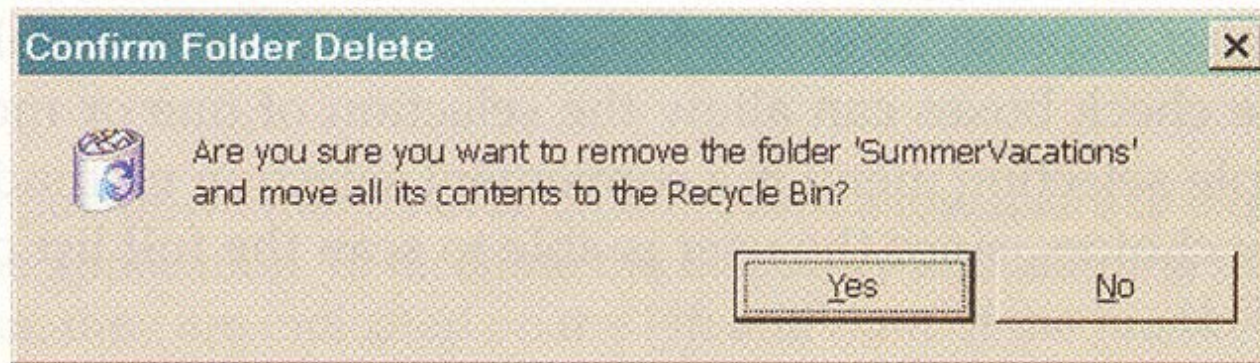 Confirm Folder Delete
Are you sure you want to remove the folder 'SummerVacations'
and move all its contents to the Recycle Bin?
Yes
No